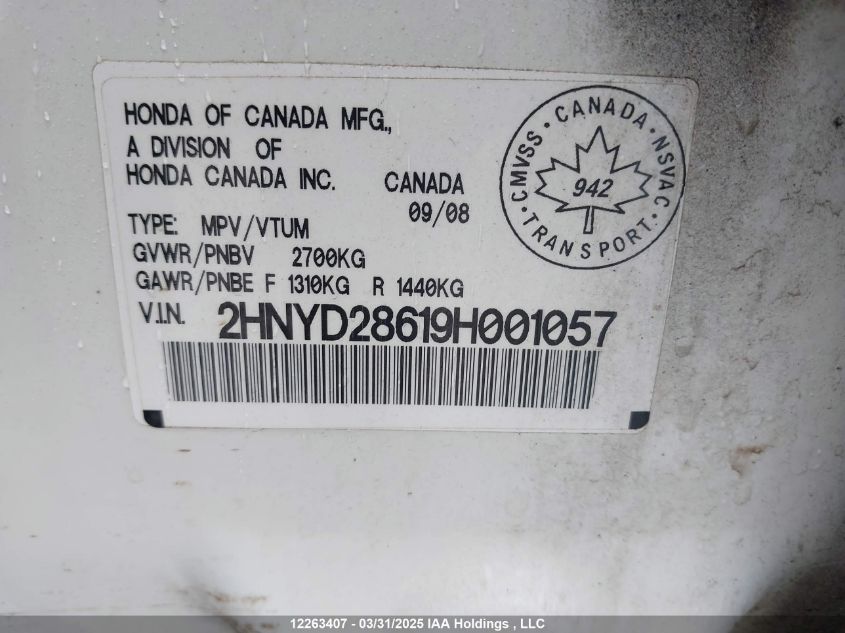 HONDA OF CANADA MFG.,
A DIVISION OF
HONDA CANADA INC. CANADA
09/08
TYPE: MPV/VTUM
GVWR/PNBV 2700KG
GAWR/PNBE F 1310KG R 1440KG
V.I.N. 2HNYD28619H001057
CMVSS · CANADA · NSVAC
942
· TRANSPORT ·
12263407 - 03/31/2025 IAA Holdings , LLC